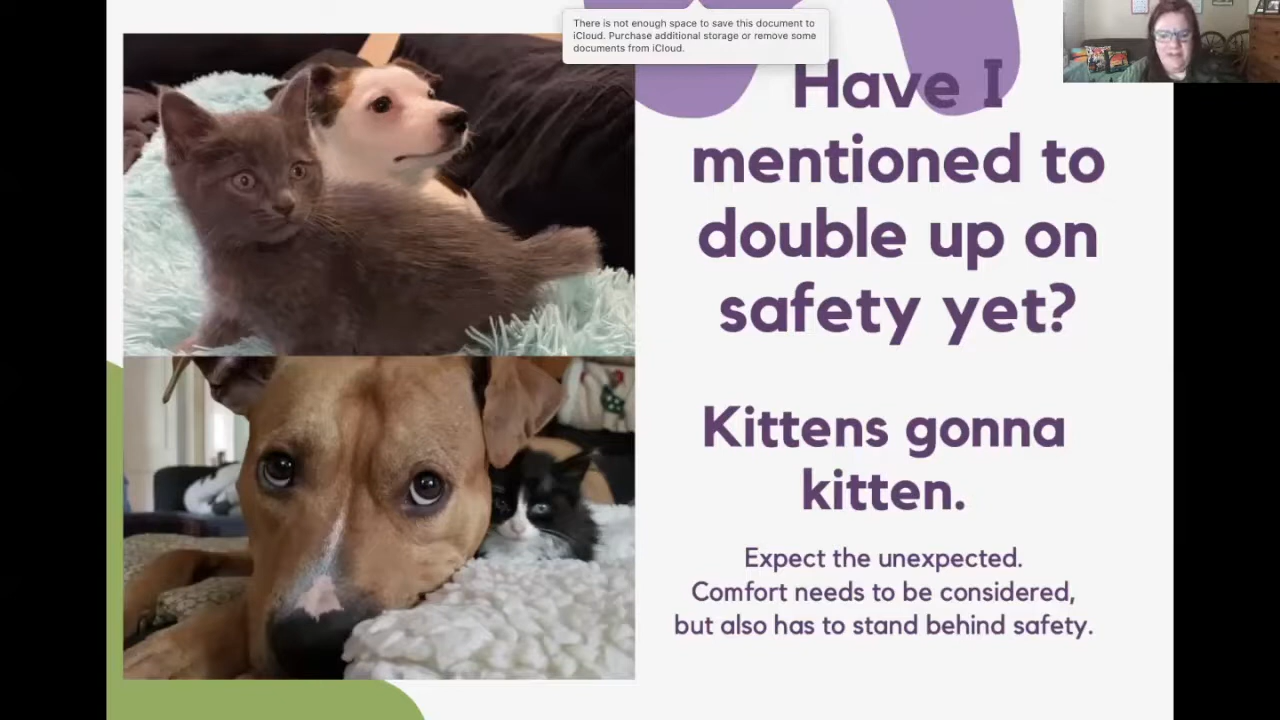 There is not enough space to save this document to
iCloud. Purchase additional storage or remove some
documents from iCloud.
Have I
mentioned to
double up on
safety yet?
Kittens gonna
kitten.
Expect the unexpected.
Comfort needs to be considered,
but also has to stand behind safety.